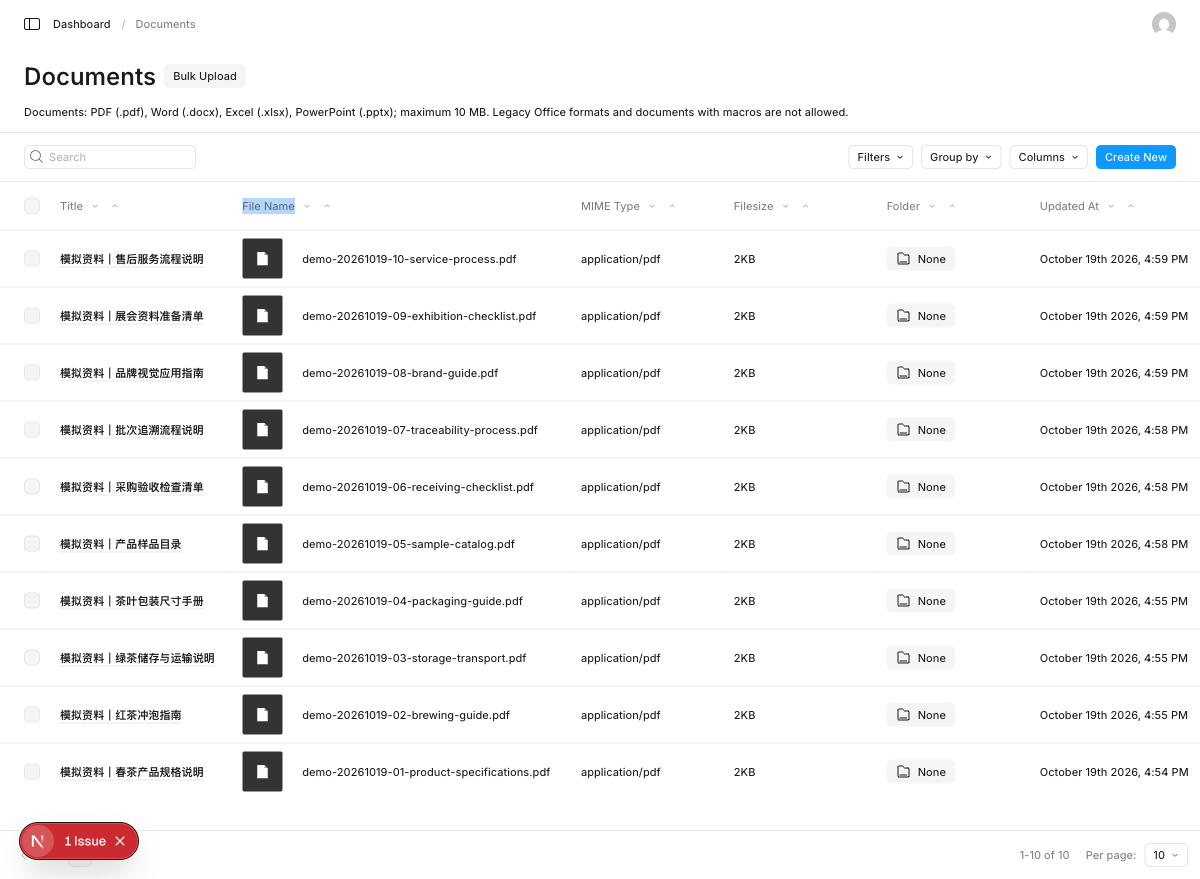 Dashboard / Documents
Documents Bulk Upload
Documents: PDF (.pdf), Word (.docx), Excel (.xlsx), PowerPoint (.pptx); maximum 10 MB. Legacy Office formats and documents with macros are not allowed.
Search Filters Group by Columns Create New
Title File Name MIME Type Filesize Folder Updated At
模拟资料｜售后服务流程说明 demo-20261019-10-service-process.pdf application/pdf 2KB None October 19th 2026, 4:59 PM
模拟资料｜展会资料准备清单 demo-20261019-09-exhibition-checklist.pdf application/pdf 2KB None October 19th 2026, 4:59 PM
模拟资料｜品牌视觉应用指南 demo-20261019-08-brand-guide.pdf application/pdf 2KB None October 19th 2026, 4:59 PM
模拟资料｜批次追溯流程说明 demo-20261019-07-traceability-process.pdf application/pdf 2KB None October 19th 2026, 4:58 PM
模拟资料｜采购验收检查清单 demo-20261019-06-receiving-checklist.pdf application/pdf 2KB None October 19th 2026, 4:58 PM
模拟资料｜产品样品目录 demo-20261019-05-sample-catalog.pdf application/pdf 2KB None October 19th 2026, 4:58 PM
模拟资料｜茶叶包装尺寸手册 demo-20261019-04-packaging-guide.pdf application/pdf 2KB None October 19th 2026, 4:55 PM
模拟资料｜绿茶储存与运输说明 demo-20261019-03-storage-transport.pdf application/pdf 2KB None October 19th 2026, 4:55 PM
模拟资料｜红茶冲泡指南 demo-20261019-02-brewing-guide.pdf application/pdf 2KB None October 19th 2026, 4:55 PM
模拟资料｜春茶产品规格说明 demo-20261019-01-product-specifications.pdf application/pdf 2KB None October 19th 2026, 4:54 PM
N 1 Issue
1-10 of 10 Per page: 10